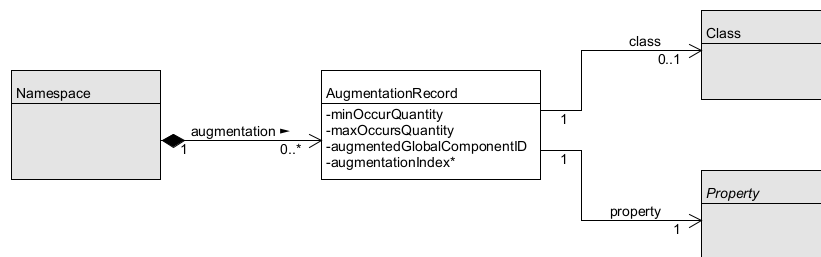 Class
class
0..1
Namespace
AugmentationRecord
-minOccurQuantity
-maxOccursQuantity
-augmentedGlobalComponentID
-augmentationIndex*
augmentation ►
1
0..*
1
1
Property
property
1